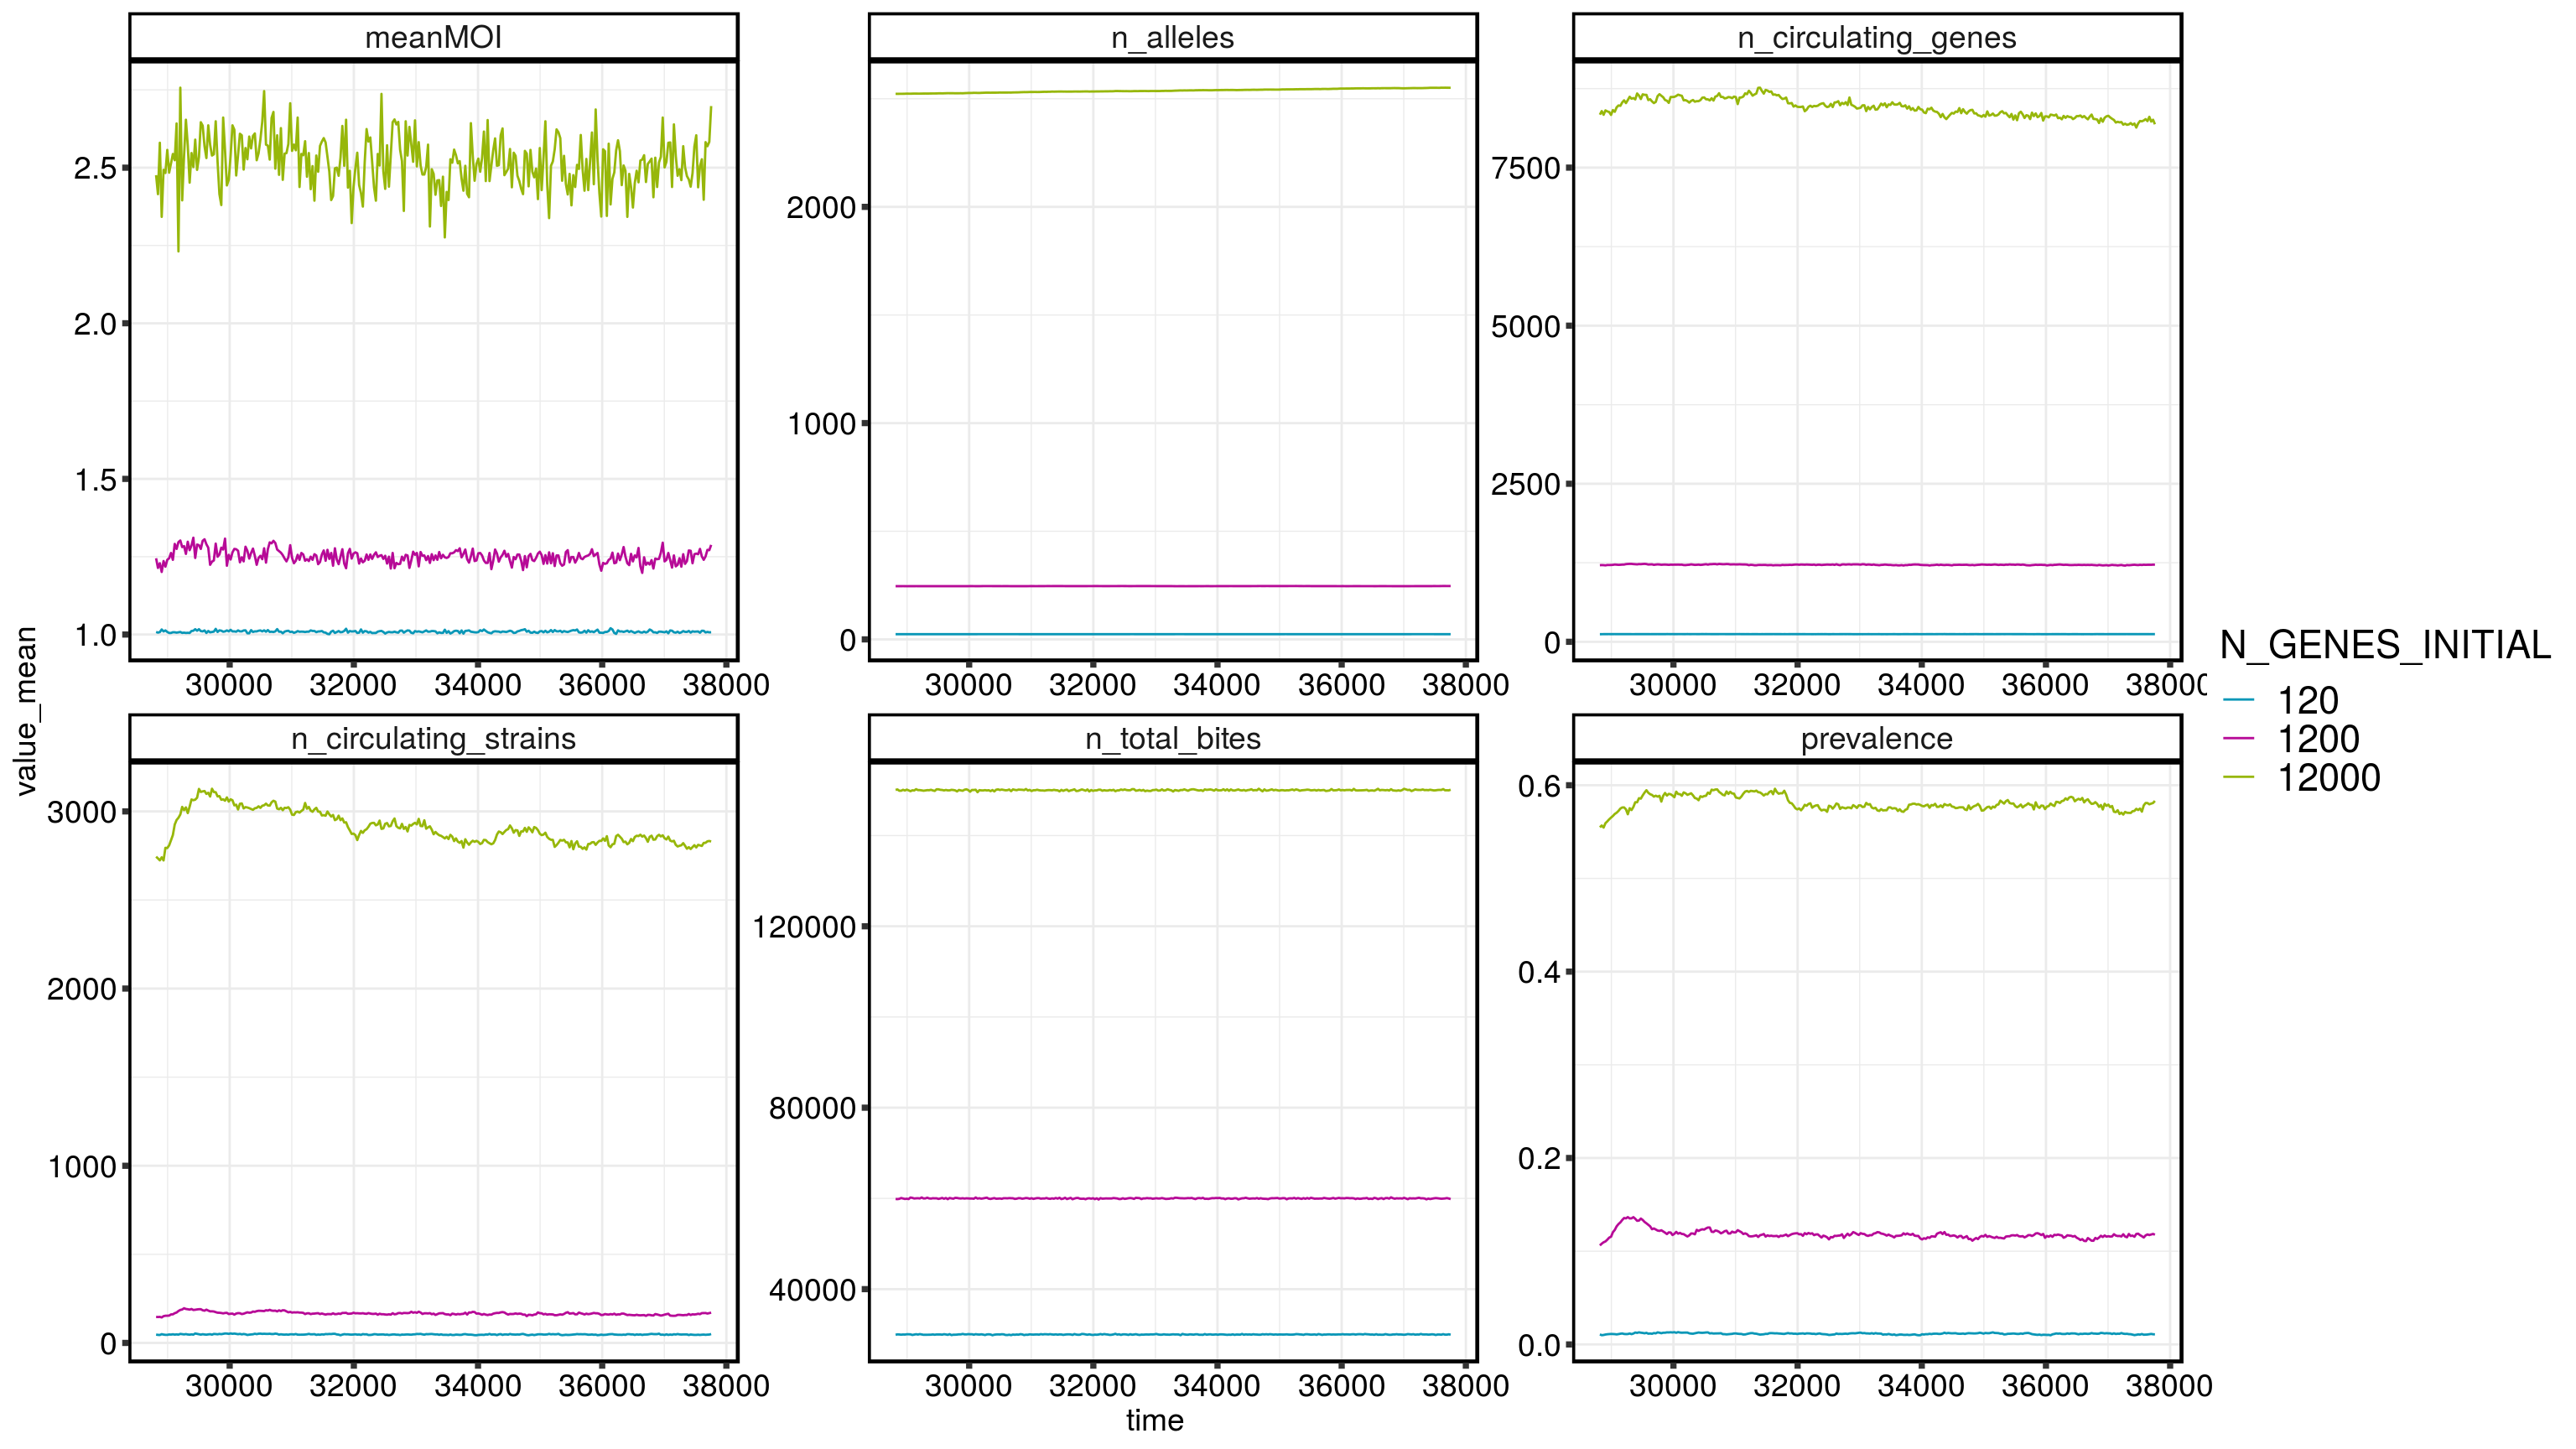 meanMOI
n_alleles
n_circulating_genes
2.5
2.0
1.5
1.0
2000
1000
0
7500
5000
2500
0
30000 32000 34000 36000 38000
30000 32000 34000 36000 38000
30000 32000 34000 36000 38000
n_circulating_strains
n_total_bites
prevalence
3000
2000
1000
0
120000
80000
40000
0.6
0.4
0.2
0.0
30000 32000 34000 36000 38000
30000 32000 34000 36000 38000
30000 32000 34000 36000 38000
value_mean
time
N_GENES_INITIAL
120
1200
12000